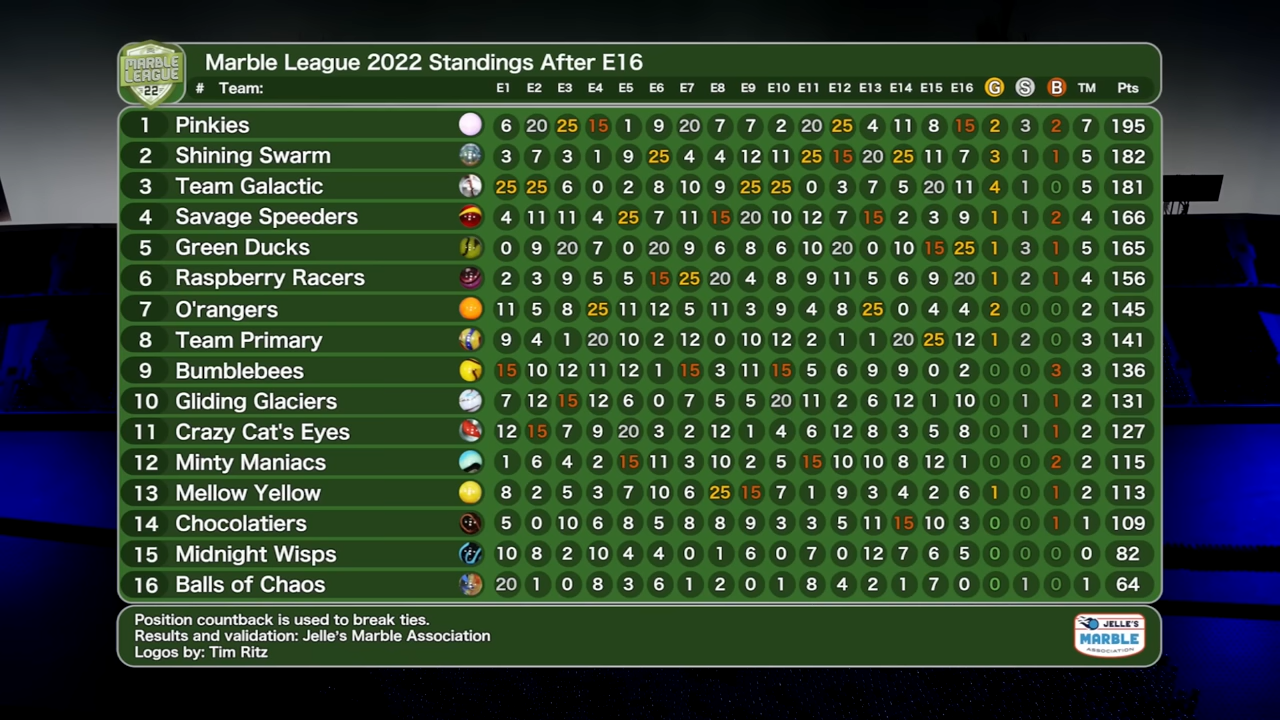 MARBLE LEAGUE 22
Marble League 2022 Standings After E16
# Team: E1 E2 E3 E4 E5 E6 E7 E8 E9 E10 E11 E12 E13 E14 E15 E16 G S B TM Pts
1 Pinkies 6 20 25 15 1 9 20 7 7 2 20 25 4 11 8 15 2 3 2 7 195
2 Shining Swarm 3 7 3 1 9 25 4 4 12 11 25 15 20 25 11 7 3 1 1 5 182
3 Team Galactic 25 25 6 0 2 8 10 9 25 25 0 3 7 5 20 11 4 1 0 5 181
4 Savage Speeders 4 11 11 4 25 7 11 15 20 10 12 7 15 2 3 9 1 1 2 4 166
5 Green Ducks 0 9 20 7 0 20 9 6 8 6 10 20 0 10 15 25 1 3 1 5 165
6 Raspberry Racers 2 3 9 5 5 15 25 20 4 8 9 11 5 6 9 20 1 2 1 4 156
7 O'rangers 11 5 8 25 11 12 5 11 3 9 4 8 25 0 4 4 2 0 0 2 145
8 Team Primary 9 4 1 20 10 2 12 0 10 12 2 1 1 20 25 12 1 2 0 3 141
9 Bumblebees 15 10 12 11 12 1 15 3 11 15 5 6 9 9 0 2 0 0 3 3 136
10 Gliding Glaciers 7 12 15 12 6 0 7 5 5 20 11 2 6 12 1 10 0 1 1 2 131
11 Crazy Cat's Eyes 12 15 7 9 20 3 2 12 1 4 6 12 8 3 5 8 0 1 1 2 127
12 Minty Maniacs 1 6 4 2 15 11 3 10 2 5 15 10 10 8 12 1 0 0 2 2 115
13 Mellow Yellow 8 2 5 3 7 10 6 25 15 7 1 9 3 4 2 6 1 0 1 2 113
14 Chocolatiers 5 0 10 6 8 5 8 8 9 3 3 5 11 15 10 3 0 0 1 1 109
15 Midnight Wisps 10 8 2 10 4 4 0 1 6 0 7 0 12 7 6 5 0 0 0 0 82
16 Balls of Chaos 20 1 0 8 3 6 1 2 0 1 8 4 2 1 7 0 0 1 0 1 64
Position countback is used to break ties.
Results and validation: Jelle's Marble Association
Logos by: Tim Ritz
JELLE'S
MARBLE
ASSOCIATION